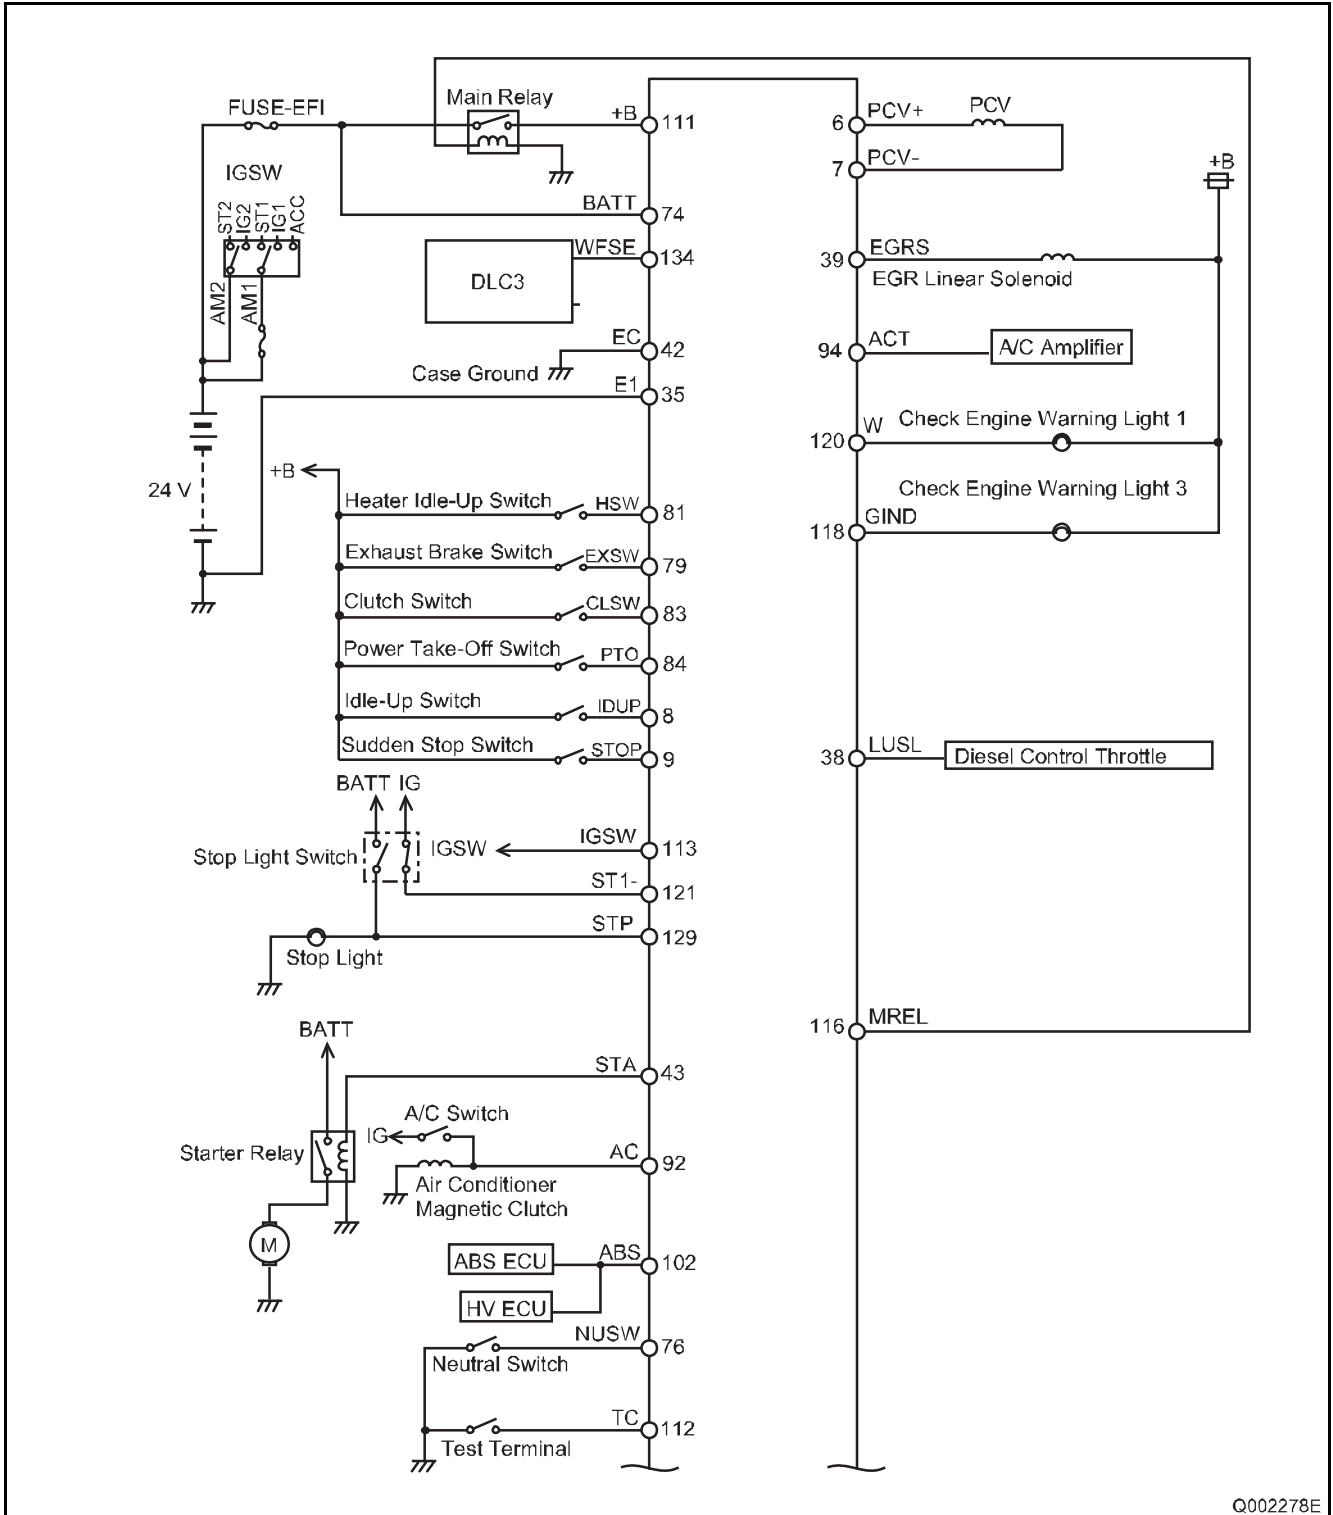 FUSE-EFI
Main Relay
+B
111
IGSW
ST2
IG2
ST1
IG1
ACC
AM2
AM1
BATT
74
DLC3
WFSE
134
EC
42
Case Ground
E1
35
24 V
+B
Heater Idle-Up Switch
HSW
81
Exhaust Brake Switch
EXSW
79
Clutch Switch
CLSW
83
Power Take-Off Switch
PTO
84
Idle-Up Switch
IDUP
8
Sudden Stop Switch
STOP
9
BATT IG
Stop Light Switch
IGSW
IGSW
113
ST1-
121
STP
129
Stop Light
BATT
STA
43
Starter Relay
A/C Switch
IG
AC
92
Air Conditioner
Magnetic Clutch
M
ABS ECU
ABS
102
HV ECU
NUSW
76
Neutral Switch
TC
112
Test Terminal
6
PCV+
PCV
7
PCV-
+B
39
EGRS
EGR Linear Solenoid
94
ACT
A/C Amplifier
Check Engine Warning Light 1
120
W
Check Engine Warning Light 3
118
GIND
38
LUSL
Diesel Control Throttle
116
MREL
Q002278E